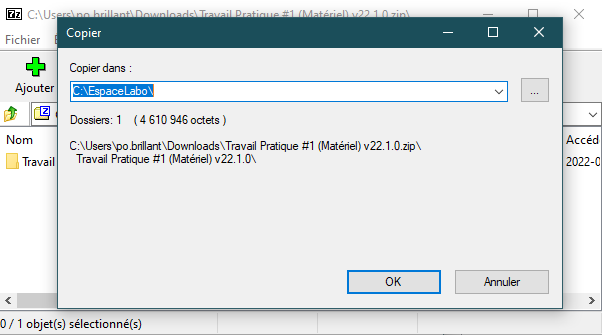 C:\Users\po.brillant\Downloads\Travail Pratique #1 (Matériel) v22.1.0.zip\
Fichier
Copier
Ajouter
Copier dans :
C:\EspaceLabo\
...
Dossiers: 1 ( 4 610 946 octets )
C:\Users\po.brillant\Downloads\Travail Pratique #1 (Matériel) v22.1.0.zip\
Travail Pratique #1 (Matériel) v22.1.0\
Nom
Accéd
Travail
2022-0
OK
Annuler
0 / 1 objet(s) sélectionné(s)